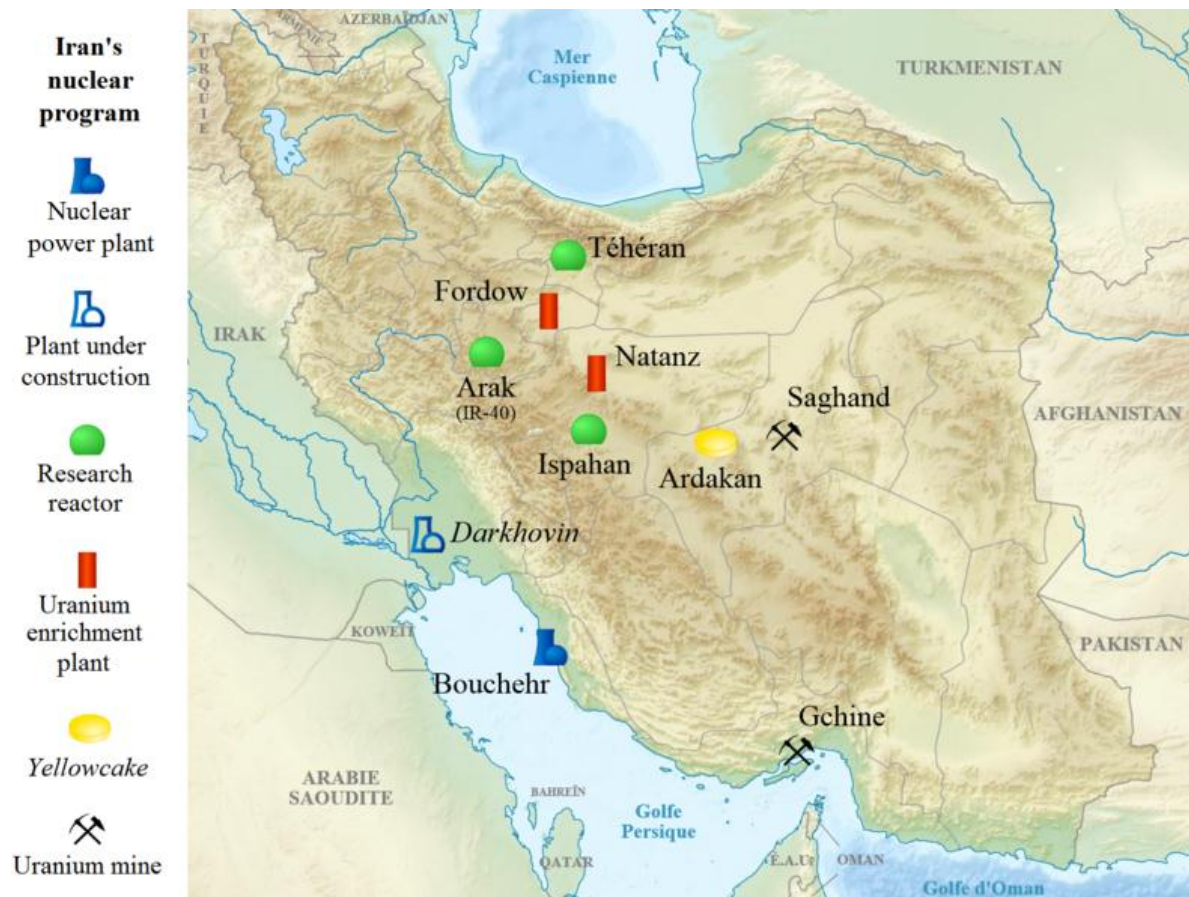 Iran's
nuclear
program
Nuclear
power plant
Plant under
construction
Research
reactor
Uranium
enrichment
plant
Yellowcake
Uranium mine
ARMÉNIE
AZERBAÏDJAN
TURQUIE
Mer
Caspienne
TURKMENISTAN
Téhéran
Fordow
IRAK
Natanz
Arak
(IR-40)
Saghand
AFGHANISTAN
Ispahan
Ardakan
Darkhovin
KOWEÏT
PAKISTAN
Bouchehr
Gchine
ARABIE
SAOUDITE
BAHREÏN
Golfe
Persique
QATAR
É.A.U
OMAN
Golfe d'Oman